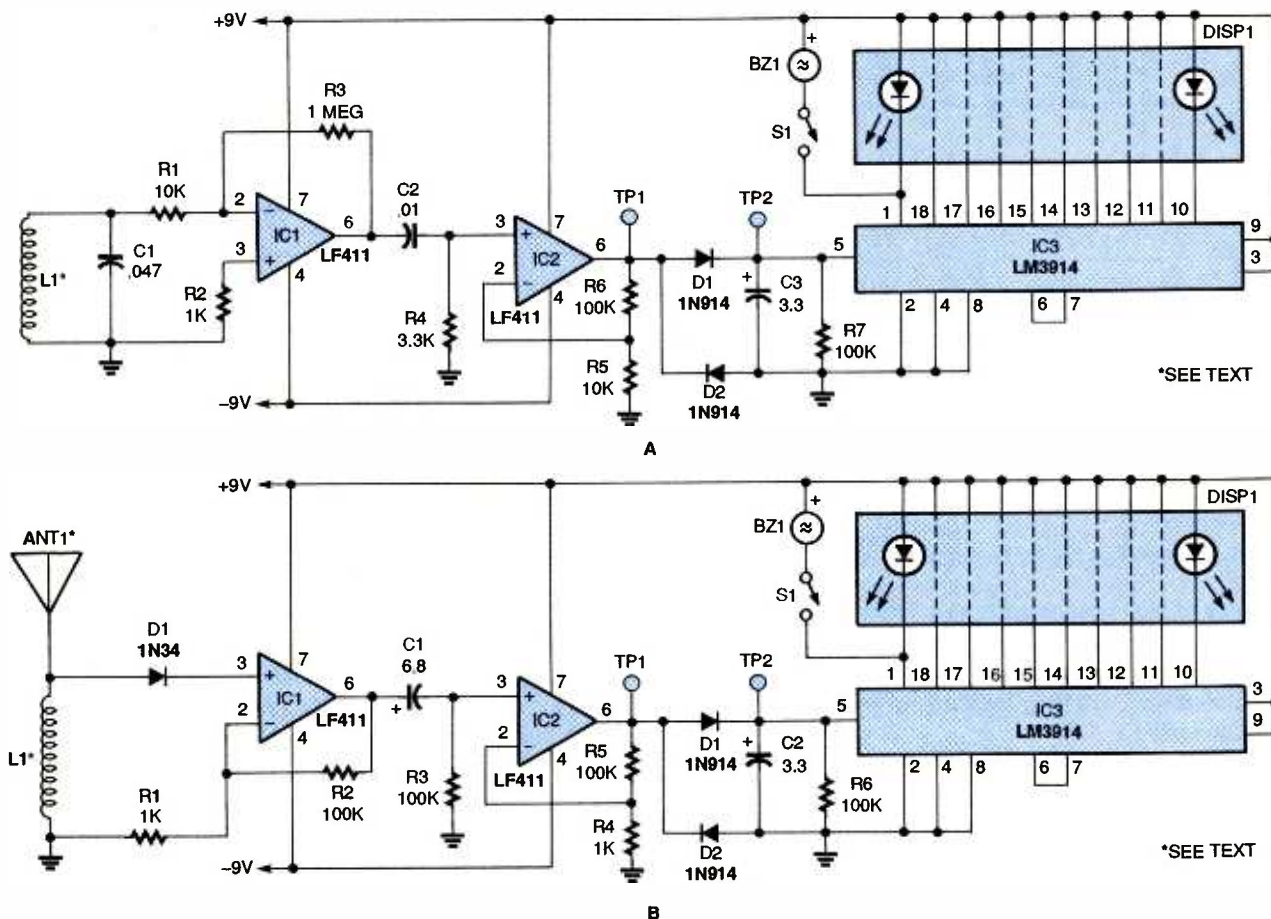 +9V
DISP1
BZ1
S1
R3
1 MEG
R1
10K
C2
.01
TP1
TP2
L1*
C1
.047
2
3
7
6
4
IC1
LF411
R2
1K
R4
3.3K
3
2
7
6
4
IC2
LF411
R6
100K
R5
10K
D1
1N914
D2
1N914
C3
3.3
R7
100K
1 18 17 16 15 14 13 12 11 10
5
IC3
LM3914
9
3
2 4 8 6 7
-9V
*SEE TEXT
A
+9V
DISP1
ANT1*
BZ1
S1
D1
1N34
L1*
R1
1K
3
2
7
6
4
IC1
LF411
R2
100K
C1
6.8
+
R3
100K
3
2
7
6
4
IC2
LF411
TP1
TP2
R5
100K
R4
1K
D1
1N914
D2
1N914
C2
3.3
R6
100K
1 18 17 16 15 14 13 12 11 10
5
IC3
LM3914
3
9
2 4 8 6 7
-9V
*SEE TEXT
B